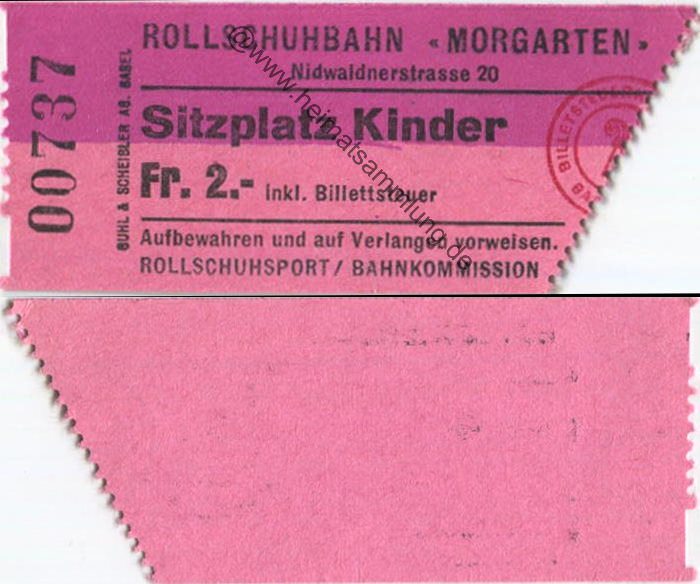 00737
BUHL & SCHEIBLER AG. BASEL
ROLLSCHUHBAHN «MORGARTEN»
Nidwaldnerstrasse 20
Sitzplatz Kinder
Fr. 2.- inkl. Billettsteuer
Aufbewahren und auf Verlangen vorweisen.
ROLLSCHUHSPORT / BAHNKOMMISSION
BILLETSTEUER
@www.heimatsammlung.de